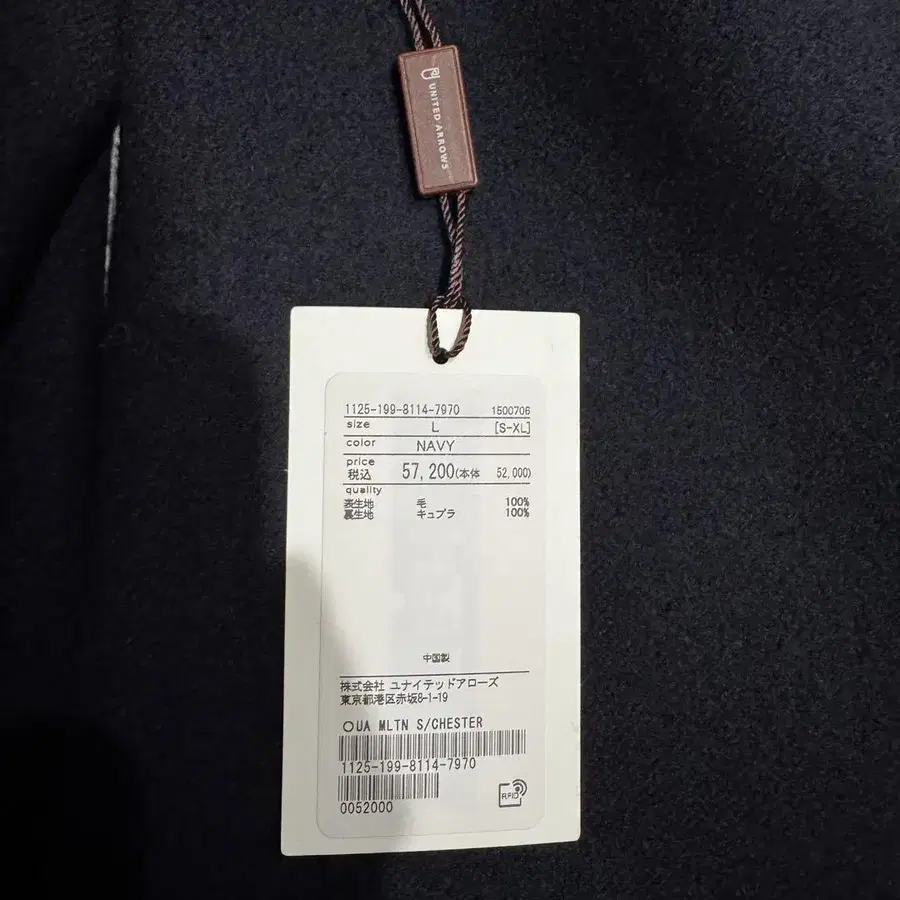 UNITED ARROWS
1125-199-8114-7970 1500706
size L [S-XL]
color NAVY
price
税込 57,200(本体 52,000)
quality
表生地 毛 100%
裏生地 キュプラ 100%
中国製
株式会社 ユナイテッドアローズ
東京都港区赤坂8-1-19
〇UA MLTN S/CHESTER
1125-199-8114-7970
0052000
RFID